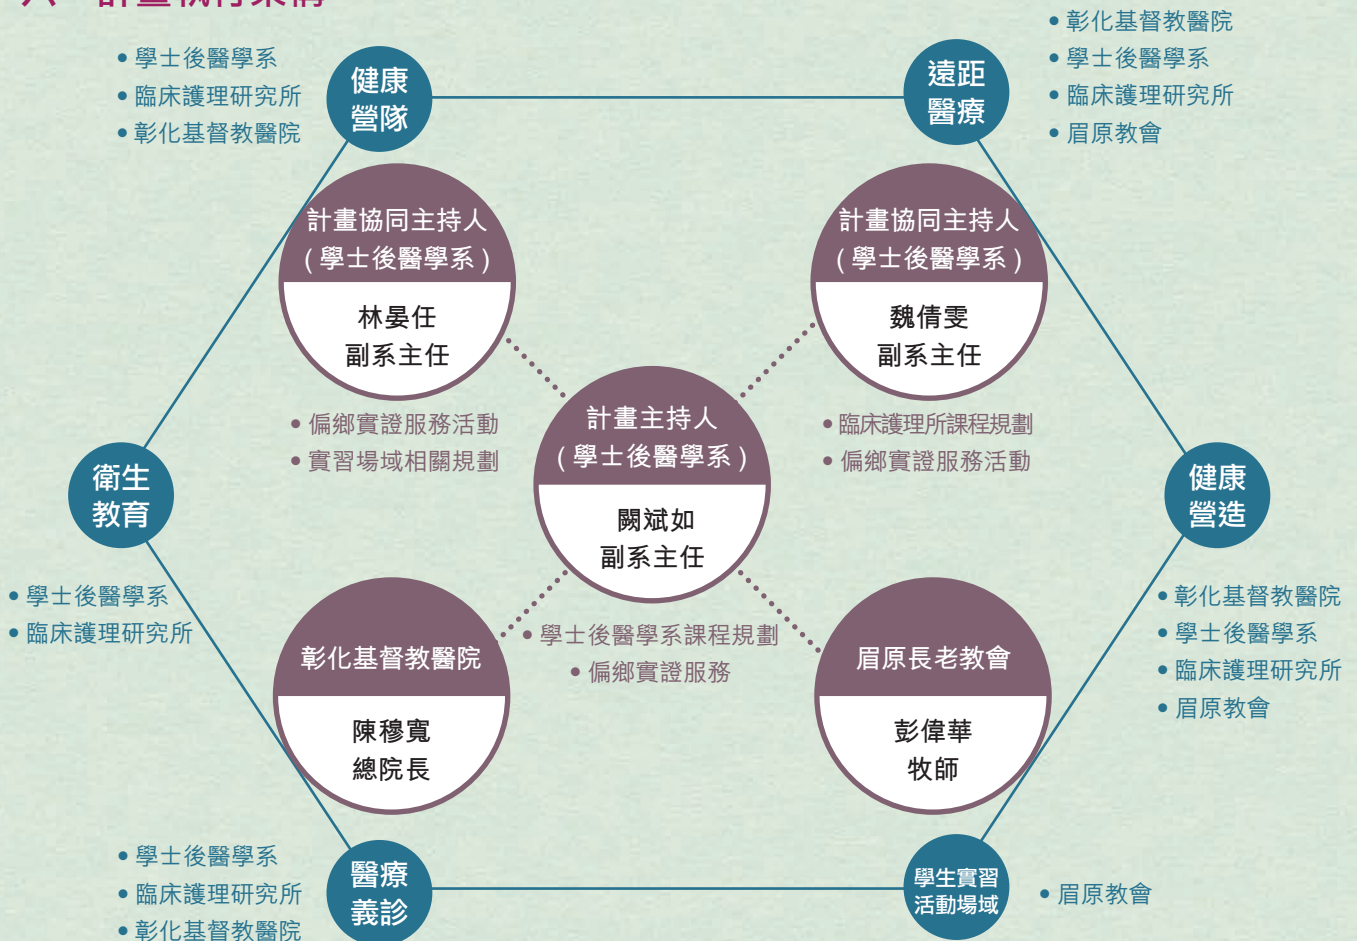 六、計畫執行架構
• 彰化基督教醫院
• 學士後醫學系
• 臨床護理研究所
• 眉原教會
• 學士後醫學系
• 臨床護理研究所
• 彰化基督教醫院
健康
營隊
遠距
醫療
計畫協同主持人
( 學士後醫學系 )
林晏任
副系主任
計畫協同主持人
( 學士後醫學系 )
魏倩雯
副系主任
• 偏鄉實證服務活動
• 實習場域相關規劃
計畫主持人
( 學士後醫學系 )
闕斌如
副系主任
• 臨床護理所課程規劃
• 偏鄉實證服務活動
衛生
教育
健康
營造
• 學士後醫學系
• 臨床護理研究所
彰化基督教醫院
陳穆寬
總院長
• 學士後醫學系課程規劃
• 偏鄉實證服務
眉原長老教會
彭偉華
牧師
• 彰化基督教醫院
• 學士後醫學系
• 臨床護理研究所
• 眉原教會
• 學士後醫學系
• 臨床護理研究所
• 彰化基督教醫院
醫療
義診
學生實習
活動場域
• 眉原教會